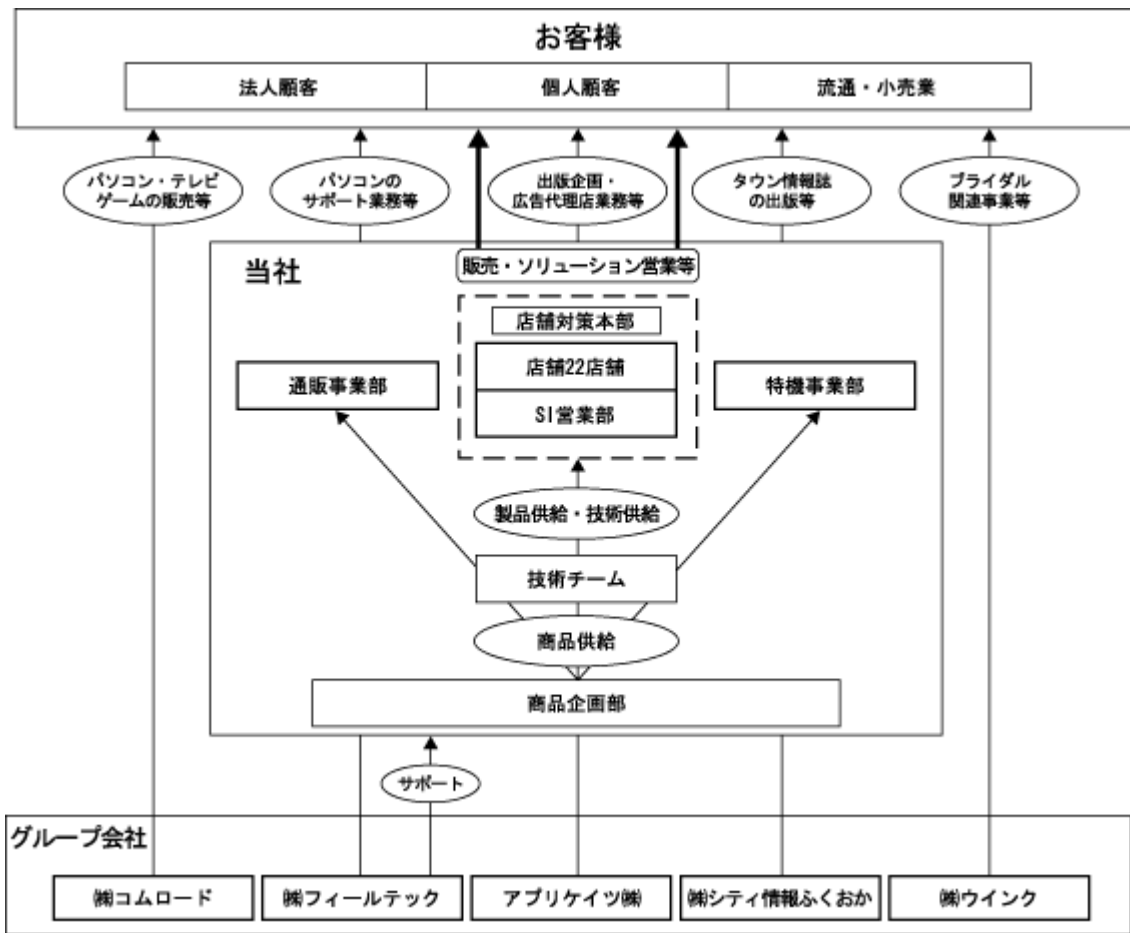 お客様
法人顧客
個人顧客
流通・小売業
パソコン・テレビ
ゲームの販売等
パソコンの
サポート業務等
出版企画・
広告代理店業務等
タウン情報誌
の出版等
ブライダル
関連事業等
当社
販売・ソリューション営業等
店舗対策本部
店舗22店舗
SI営業部
通販事業部
特機事業部
製品供給・技術供給
技術チーム
商品供給
商品企画部
サポート
グループ会社
㈱コムロード
㈱フィールテック
アプリケイツ㈱
㈱シティ情報ふくおか
㈱ウインク